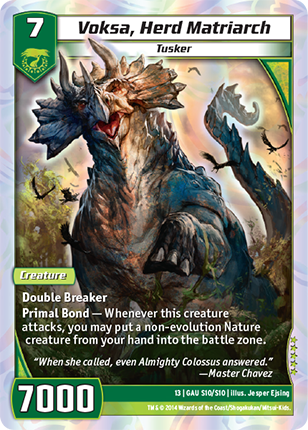 7
Voksa, Herd Matriarch
Tusker
Creature
Double Breaker
Primal Bond — Whenever this creature
attacks, you may put a non-evolution Nature
creature from your hand into the battle zone.
“When she called, even Almighty Colossus answered.”
—Master Chavez
7000
13 | GAU S10/S10 | illus. Jesper Ejsing
TM & © 2014 Wizards of the Coast/Shogakukan/Mitsui-Kids.